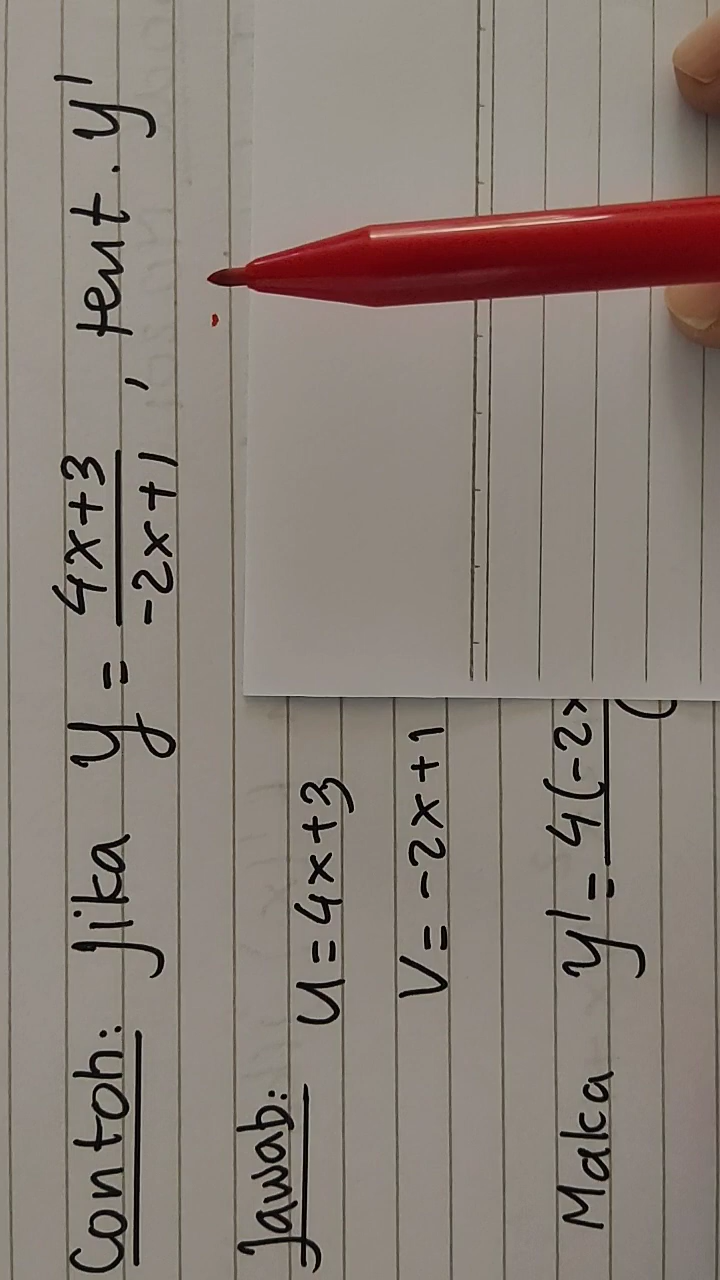 Contoh: Jika y = (4x+3)/(-2x+1), tent. y'
Jawab:
u = 4x+3
V = -2x+1
Maka y' = 4(-2x